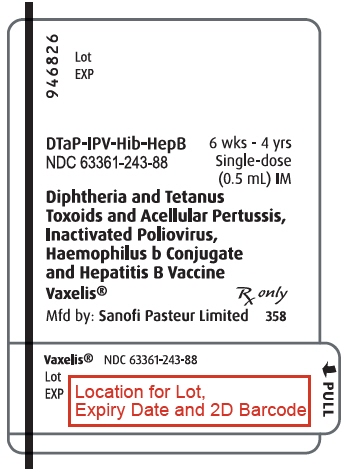 946826
Lot
EXP
DTaP-IPV-Hib-HepB 6 wks - 4 yrs
NDC 63361-243-88 Single-dose
(0.5 mL) IM
Diphtheria and Tetanus
Toxoids and Acellular Pertussis,
Inactivated Poliovirus,
Haemophilus b Conjugate
and Hepatitis B Vaccine
Vaxelis® Rx only
Mfd by: Sanofi Pasteur Limited 358
Vaxelis® NDC 63361-243-88
Lot
EXP
Location for Lot,
Expiry Date and 2D Barcode
PULL